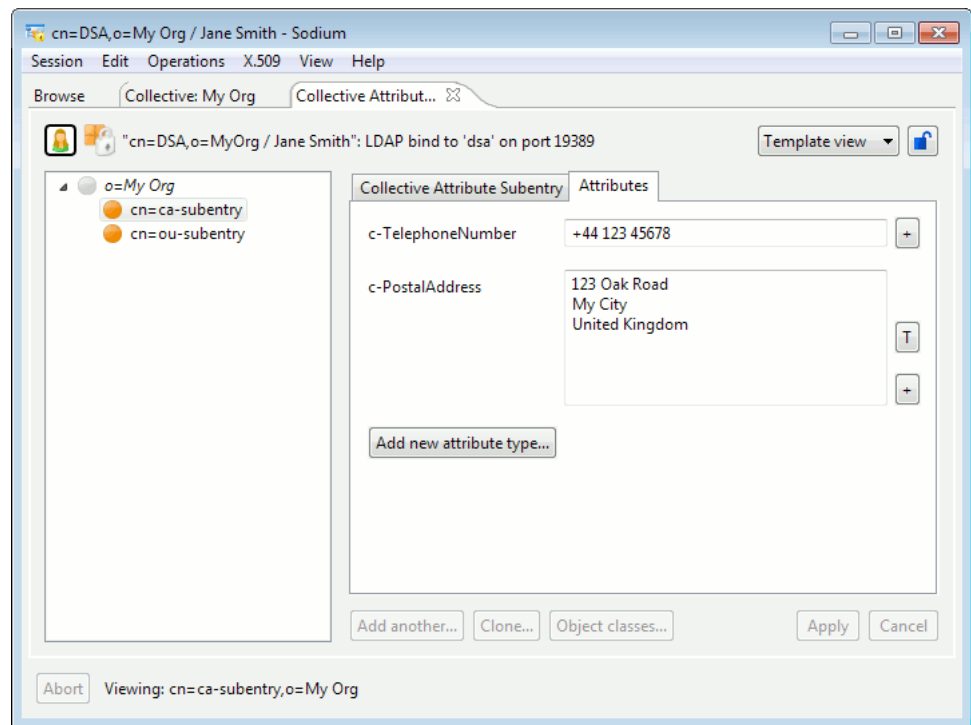 cn=DSA,o=My Org / Jane Smith - Sodium
Session Edit Operations X.509 View Help
Browse Collective: My Org Collective Attribut...
"cn=DSA,o=MyOrg / Jane Smith": LDAP bind to 'dsa' on port 19389 Template view
o=My Org
cn=ca-subentry
cn=ou-subentry
Collective Attribute Subentry Attributes
c-TelephoneNumber +44 123 45678 +
c-PostalAddress 123 Oak Road
My City
United Kingdom
T
+
Add new attribute type...
Add another... Clone... Object classes... Apply Cancel
Abort Viewing: cn=ca-subentry,o=My Org